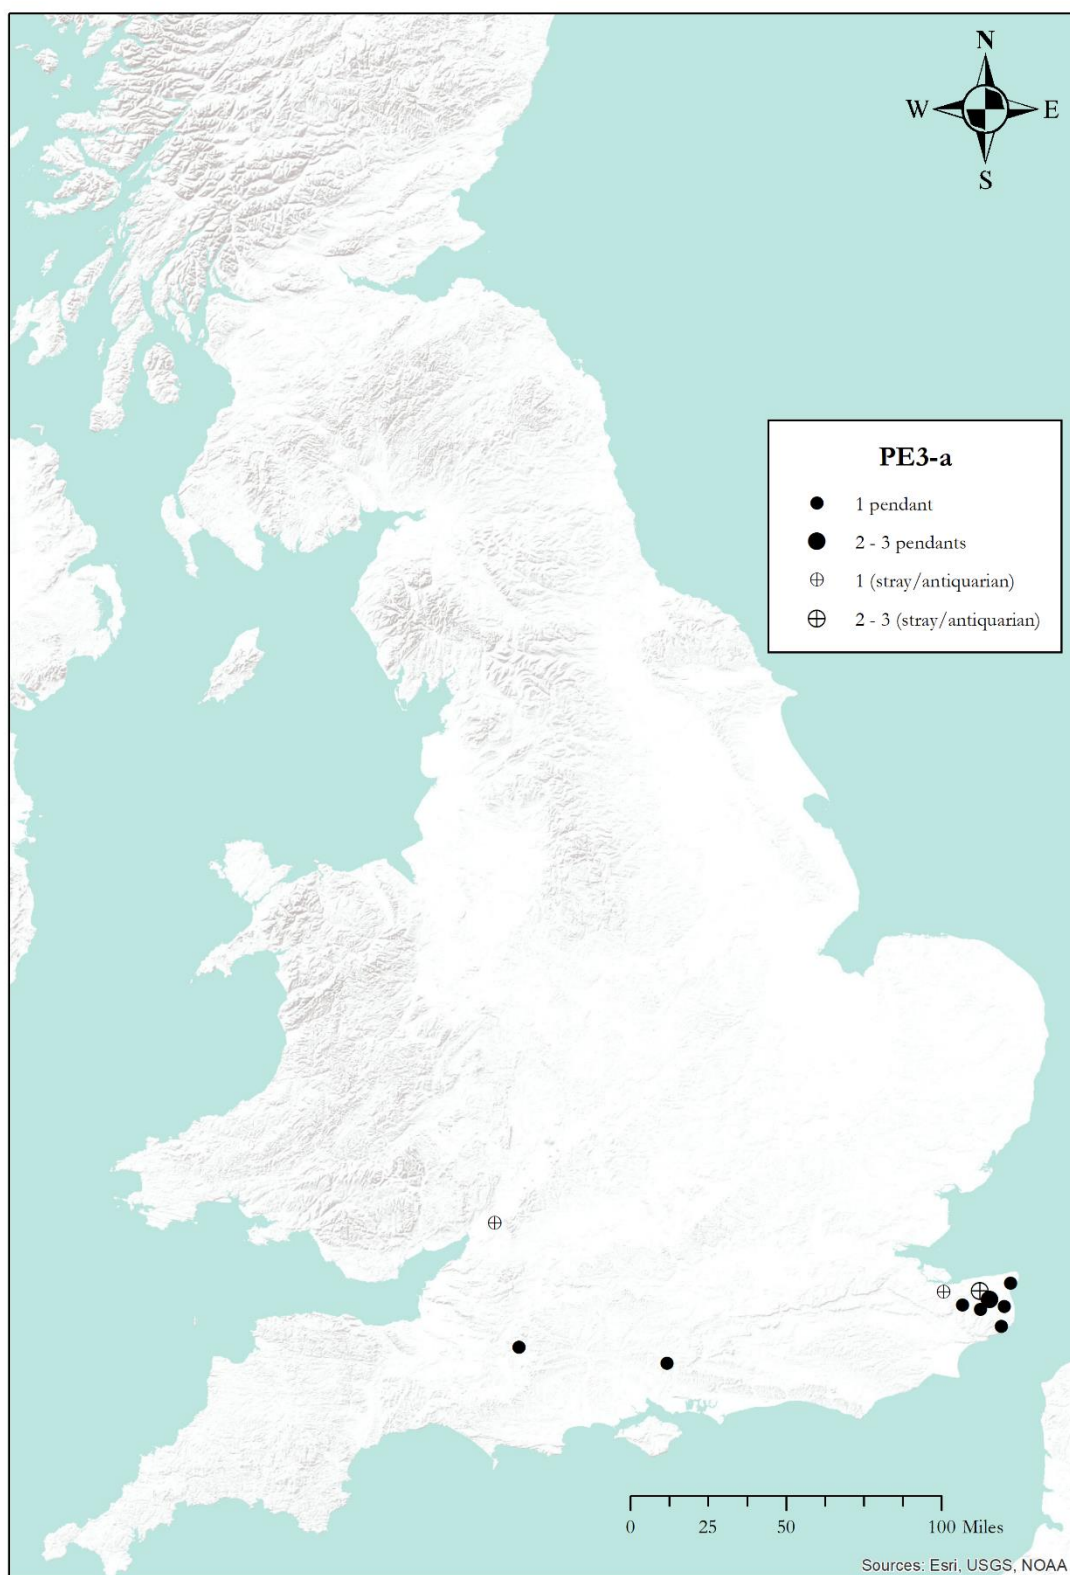 N
W E
S
PE3-a
1 pendant
2 - 3 pendants
1 (stray/antiquarian)
2 - 3 (stray/antiquarian)
0 25 50 100 Miles
Sources: Esri, USGS, NOAA